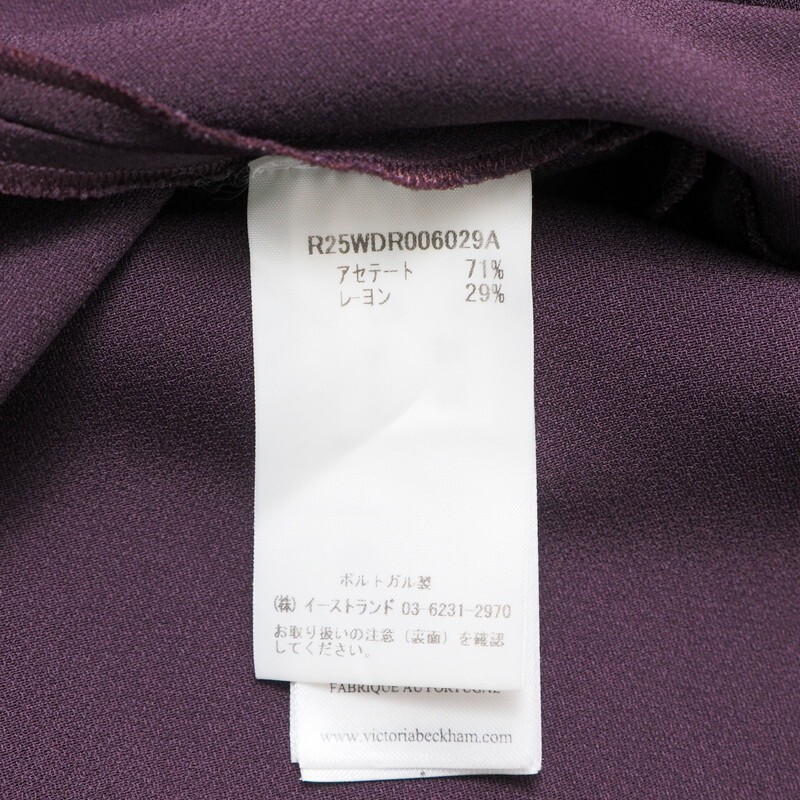 R25WDR006029A
アセテート 71%
レーヨン 29%
ポルトガル製
(株) イーストランド 03-6231-2970
お取り扱いの注意 (裏面) を確認
してください。
FABRIQUE AU PORTUGAL
www.victoriabeckham.com